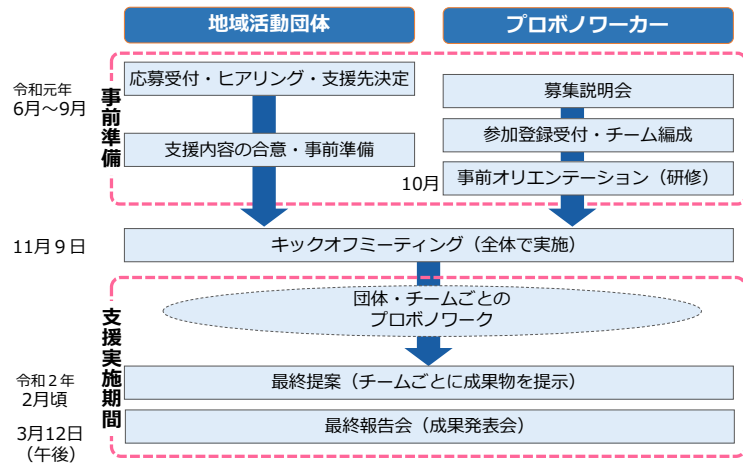 地域活動団体
プロボノワーカー
令和元年
6月～9月
事前準備
応募受付・ヒアリング・支援先決定
支援内容の合意・事前準備
募集説明会
参加登録受付・チーム編成
10月
事前オリエンテーション（研修）
11月９日
キックオフミーティング（全体で実施）
支援実施期間
団体・チームごとの
プロボノワーク
令和２年
2月頃
最終提案（チームごとに成果物を提示）
3月12日
（午後）
最終報告会（成果発表会）